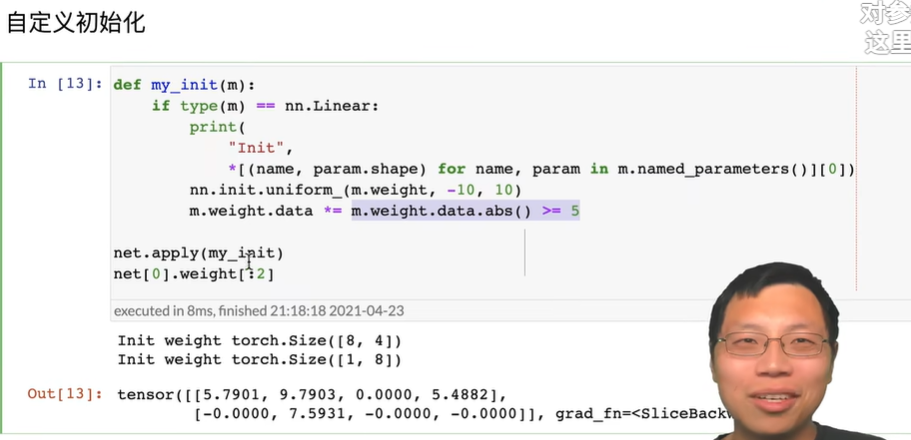 自定义初始化
对参
这里
In [13]: def my_init(m):
if type(m) == nn.Linear:
print(
"Init",
*[(name, param.shape) for name, param in m.named_parameters()][0])
nn.init.uniform_(m.weight, -10, 10)
m.weight.data *= m.weight.data.abs() >= 5
net.apply(my_init)
net[0].weight[:2]
executed in 8ms, finished 21:18:18 2021-04-23
Init weight torch.Size([8, 4])
Init weight torch.Size([1, 8])
Out[13]: tensor([[5.7901, 9.7903, 0.0000, 5.4882],
[-0.0000, 7.5931, -0.0000, -0.0000]], grad_fn=<SliceBack